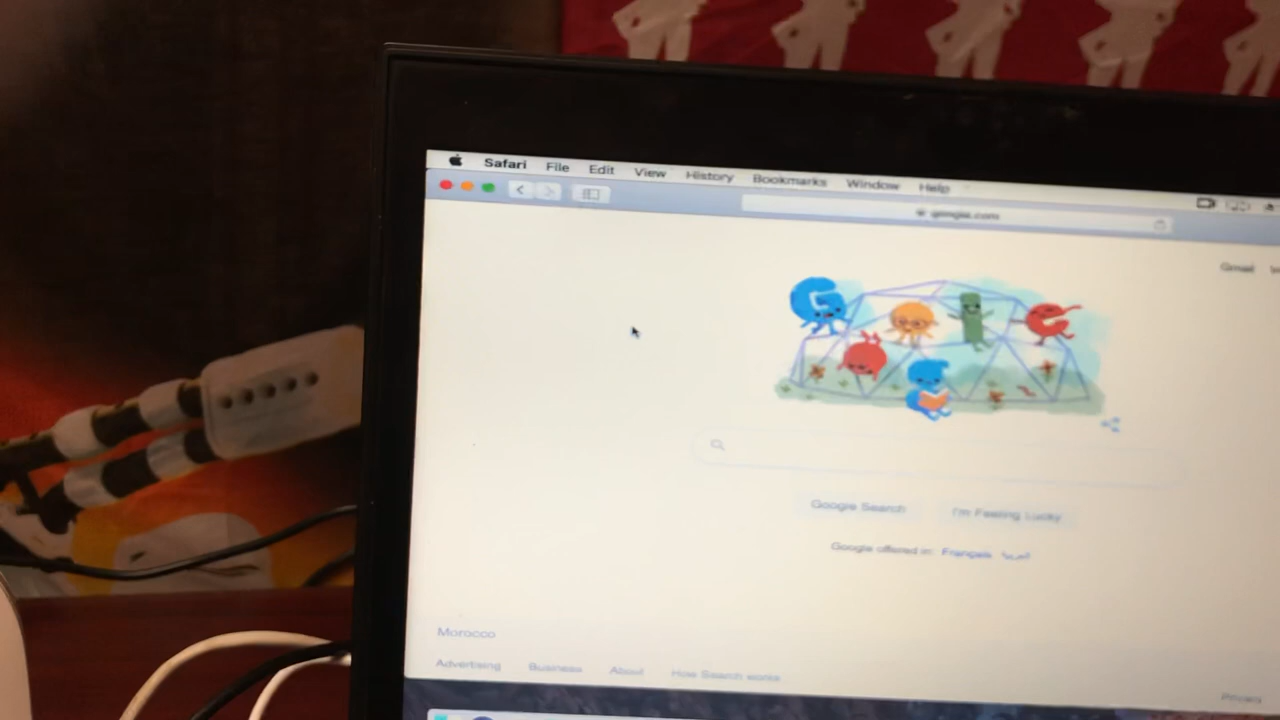 Safari File Edit View History Bookmarks Window Help
google.com
Gmail
Google Search I'm Feeling Lucky
Google offered in: Français العربية
Morocco
Advertising Business About How Search works
Privacy